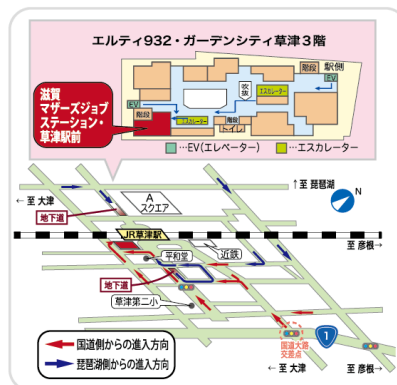 エルティ932・ガーデンシティ草津3階
駅側
階段
EV
吹抜
エスカレーター
滋賀
マザーズジョブ
ステーション・
草津駅前
EV
階段
エスカレーター
階段
トイレ
…EV(エレベーター)
…エスカレーター
↑至 琵琶湖
← 至 大津
A
スクエア
N
地下道
JR草津駅
平和堂
近鉄
至 彦根→
地下道
草津第二小
国道大路
交差点
1
← 国道側からの進入方向
← 琵琶湖側からの進入方向
← 至 大津
至 彦根→